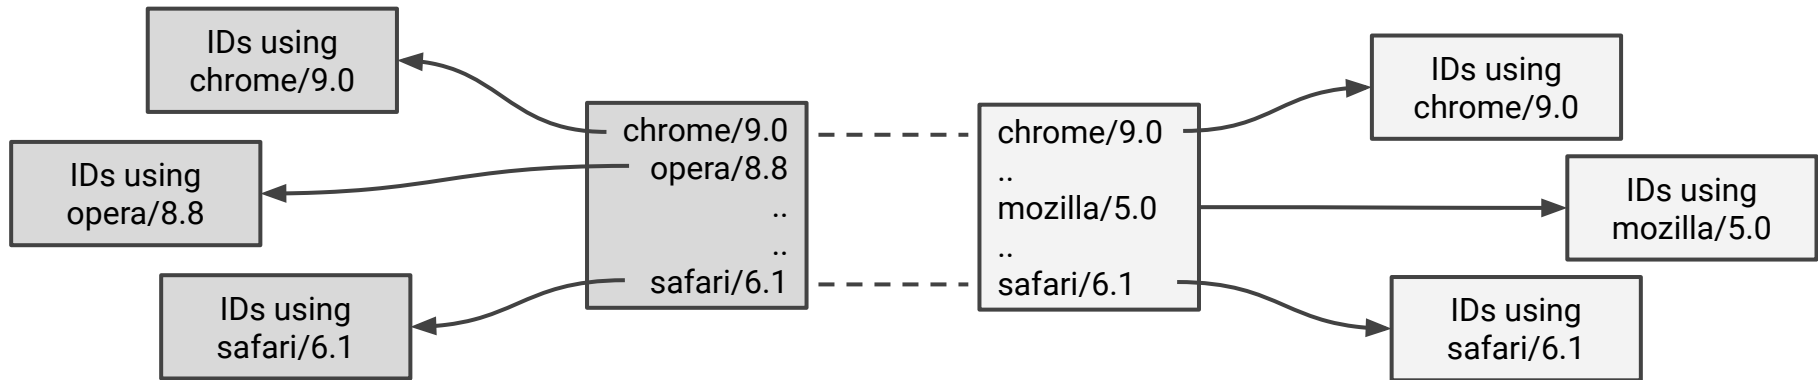 IDs using
chrome/9.0
IDs using
opera/8.8
IDs using
safari/6.1
chrome/9.0
opera/8.8
..
..
safari/6.1
chrome/9.0
..
mozilla/5.0
..
safari/6.1
IDs using
chrome/9.0
IDs using
mozilla/5.0
IDs using
safari/6.1